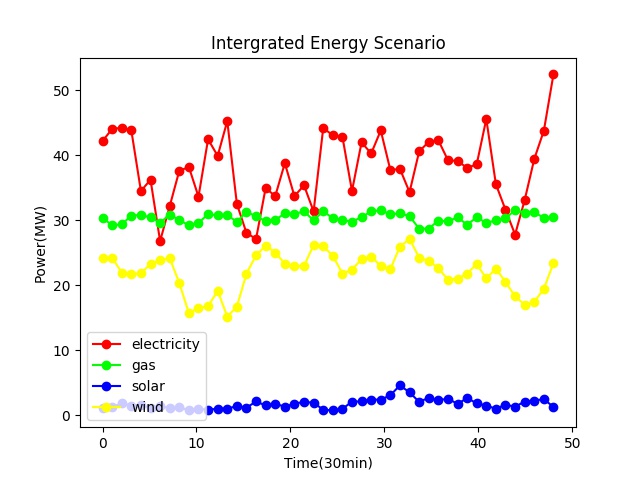 Intergrated Energy Scenario
Power(MW)
50
40
30
20
10
0
electricity
gas
solar
wind
0 10 20 30 40 50
Time(30min)